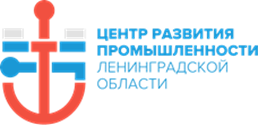 ЦЕНТР РАЗВИТИЯ
ПРОМЫШЛЕННОСТИ
ЛЕНИНГРАДСКОЙ
ОБЛАСТИ